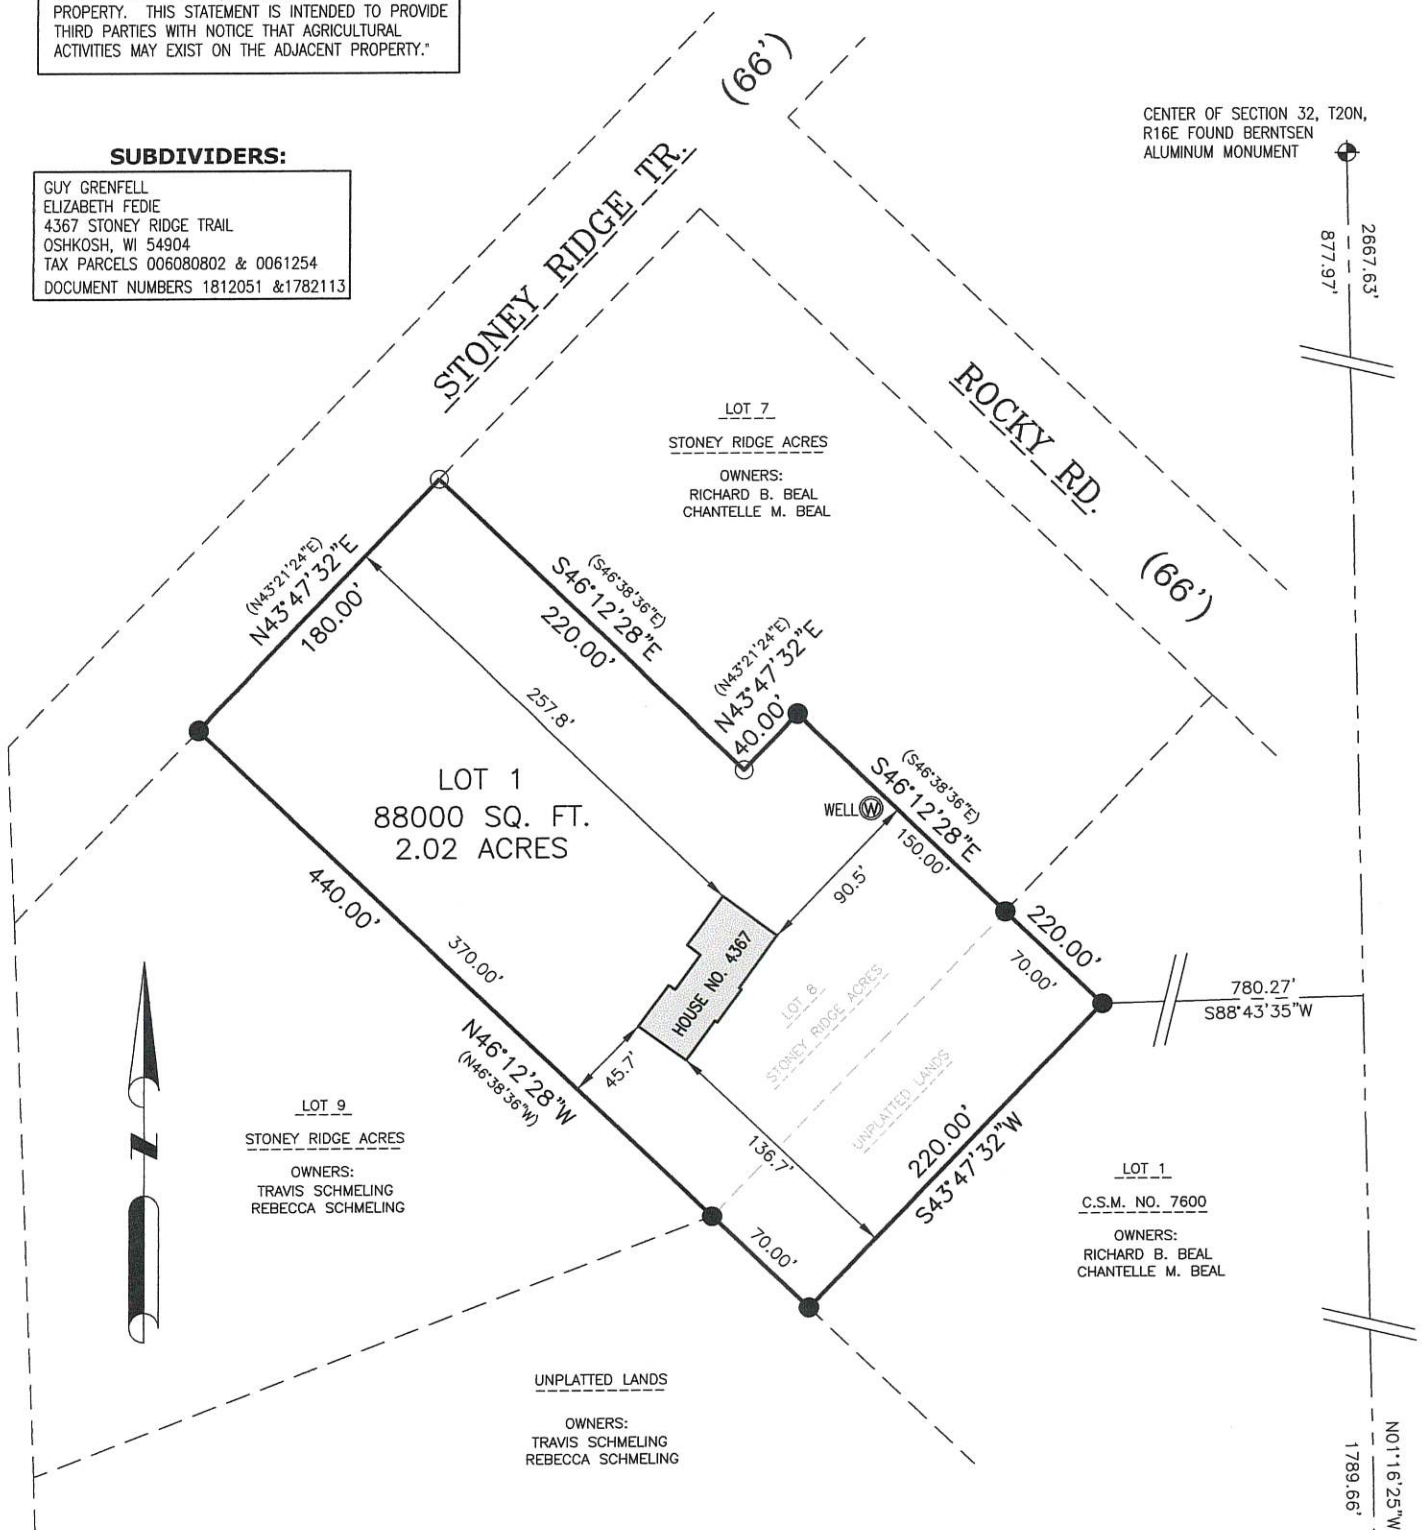 PROPERTY. THIS STATEMENT IS INTENDED TO PROVIDE
THIRD PARTIES WITH NOTICE THAT AGRICULTURAL
ACTIVITIES MAY EXIST ON THE ADJACENT PROPERTY."
SUBDIVIDERS:
GUY GRENFELL
ELIZABETH FEDIE
4367 STONEY RIDGE TRAIL
OSHKOSH, WI 54904
TAX PARCELS 006080802 & 0061254
DOCUMENT NUMBERS 1812051 &1782113
(66')
STONEY RIDGE TR.
CENTER OF SECTION 32, T20N,
R16E FOUND BERNTSEN
ALUMINUM MONUMENT
2667.63'
877.97'
ROCKY RD.
(66')
LOT 7
STONEY RIDGE ACRES
OWNERS:
RICHARD B. BEAL
CHANTELLE M. BEAL
(N43°21'24"E)
N43°47'32"E
180.00'
(S46°38'36"E)
S46°12'28"E
220.00'
(N43°21'24"E)
N43°47'32"E
40.00'
257.8'
(S46°38'36"E)
S46°12'28"E
150.00'
WELL W
90.5'
LOT 1
88000 SQ. FT.
2.02 ACRES
440.00'
370.00'
N46°12'28"W
(N46°38'36"W)
HOUSE NO. 4367
45.7'
220.00'
70.00'
780.27'
S88°43'35"W
LOT 8
STONEY RIDGE ACRES
UNPLATTED LANDS
136.7'
220.00'
S43°47'32"W
70.00'
LOT 9
STONEY RIDGE ACRES
OWNERS:
TRAVIS SCHMELING
REBECCA SCHMELING
LOT 1
C.S.M. NO. 7600
OWNERS:
RICHARD B. BEAL
CHANTELLE M. BEAL
UNPLATTED LANDS
OWNERS:
TRAVIS SCHMELING
REBECCA SCHMELING
N01°16'25"W
1789.66'
N